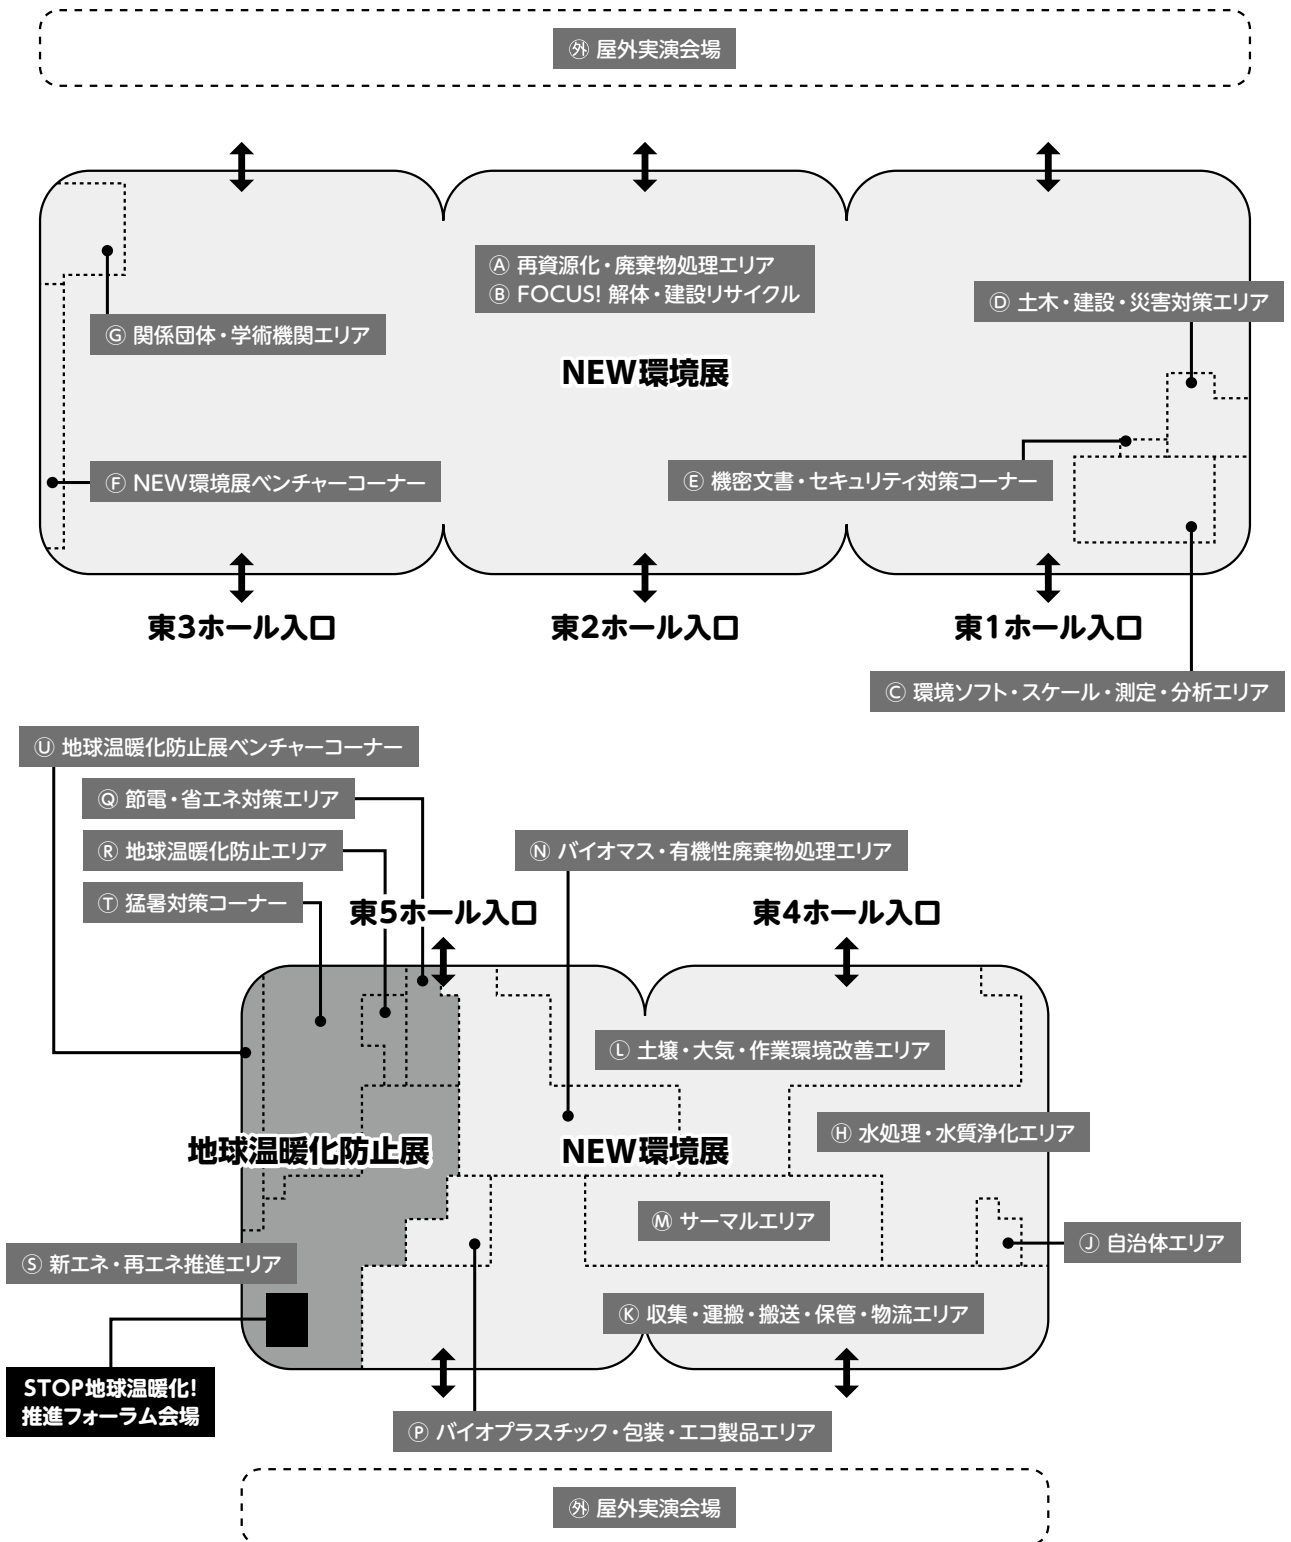 ㊕ 屋外実演会場
Ⓐ 再資源化・廃棄物処理エリア
Ⓑ FOCUS! 解体・建設リサイクル
Ⓓ 土木・建設・災害対策エリア
Ⓖ 関係団体・学術機関エリア
NEW環境展
Ⓕ NEW環境展ベンチャーコーナー
Ⓔ 機密文書・セキュリティ対策コーナー
東3ホール入口
東2ホール入口
東1ホール入口
Ⓒ 環境ソフト・スケール・測定・分析エリア
Ⓤ 地球温暖化防止展ベンチャーコーナー
Ⓠ 節電・省エネ対策エリア
Ⓡ 地球温暖化防止エリア
Ⓝ バイオマス・有機性廃棄物処理エリア
Ⓣ 猛暑対策コーナー
東5ホール入口
東4ホール入口
Ⓛ 土壌・大気・作業環境改善エリア
Ⓗ 水処理・水質浄化エリア
地球温暖化防止展
NEW環境展
Ⓜ サーマルエリア
Ⓙ 自治体エリア
Ⓢ 新エネ・再エネ推進エリア
Ⓚ 収集・運搬・搬送・保管・物流エリア
STOP地球温暖化!
推進フォーラム会場
Ⓟ バイオプラスチック・包装・エコ製品エリア
外 屋外実演会場